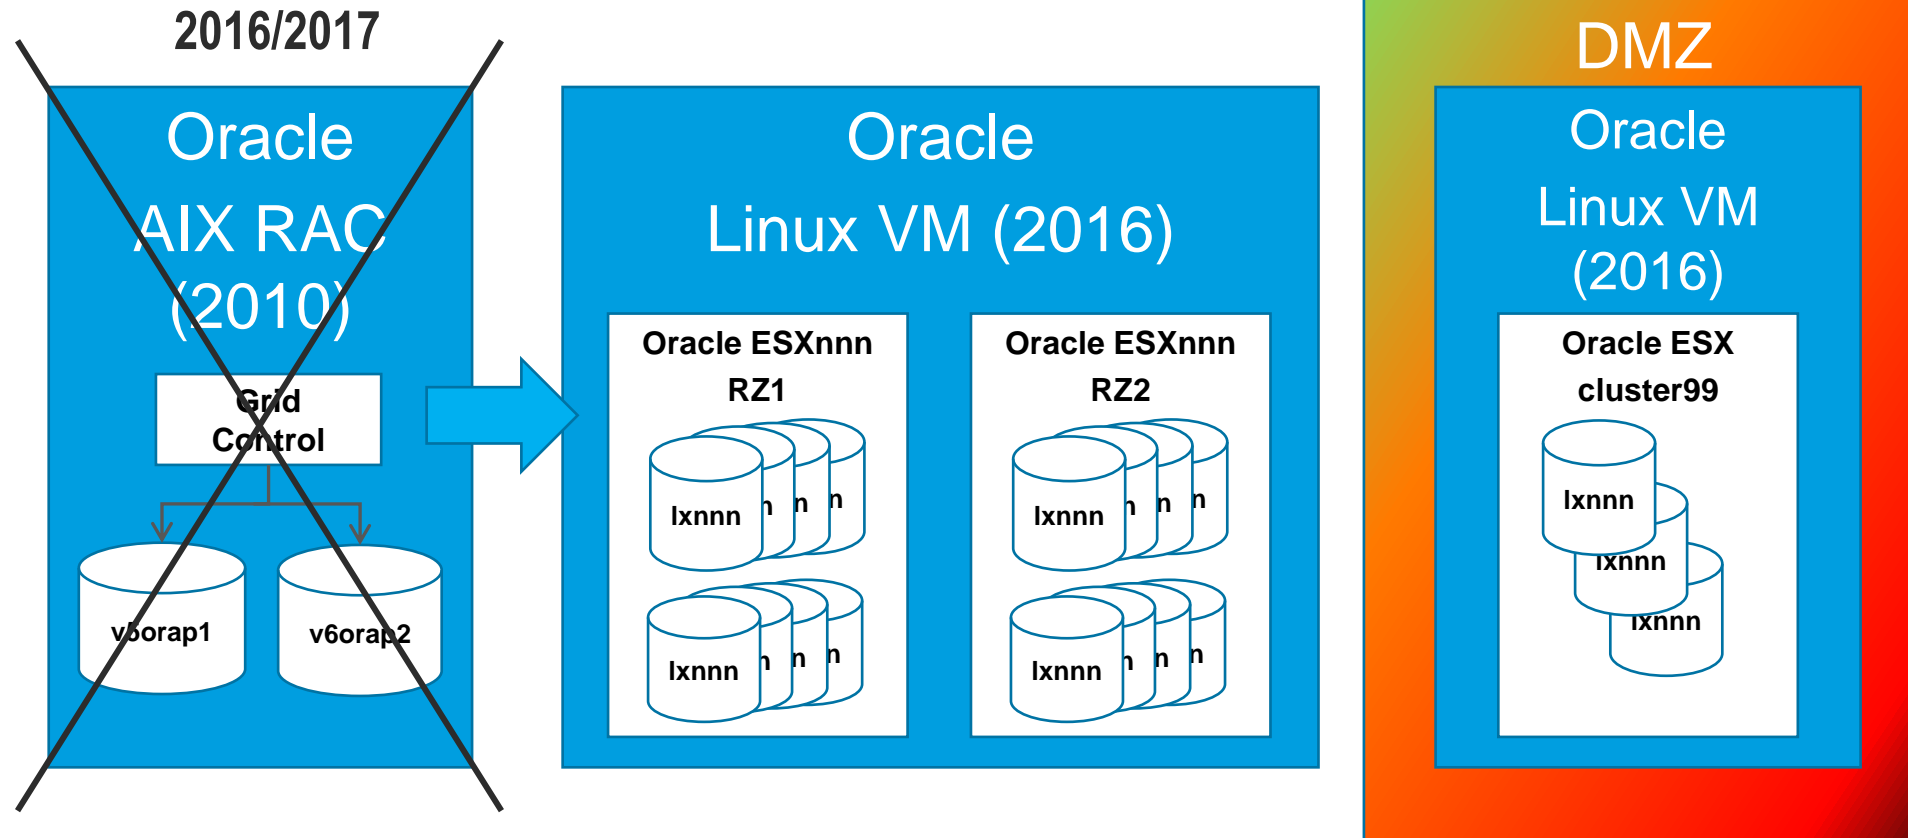 2016/2017
Oracle
AIX RAC
(2010)
Grid
Control
v5orap1
v6orap2
Oracle
Linux VM (2016)
Oracle ESXnnn
RZ1
lxnnn
n
n
n
lxnnn
n
n
n
Oracle ESXnnn
RZ2
lxnnn
n
n
n
lxnnn
n
n
n
DMZ
Oracle
Linux VM
(2016)
Oracle ESX
cluster99
lxnnn
lxnnn
lxnnn